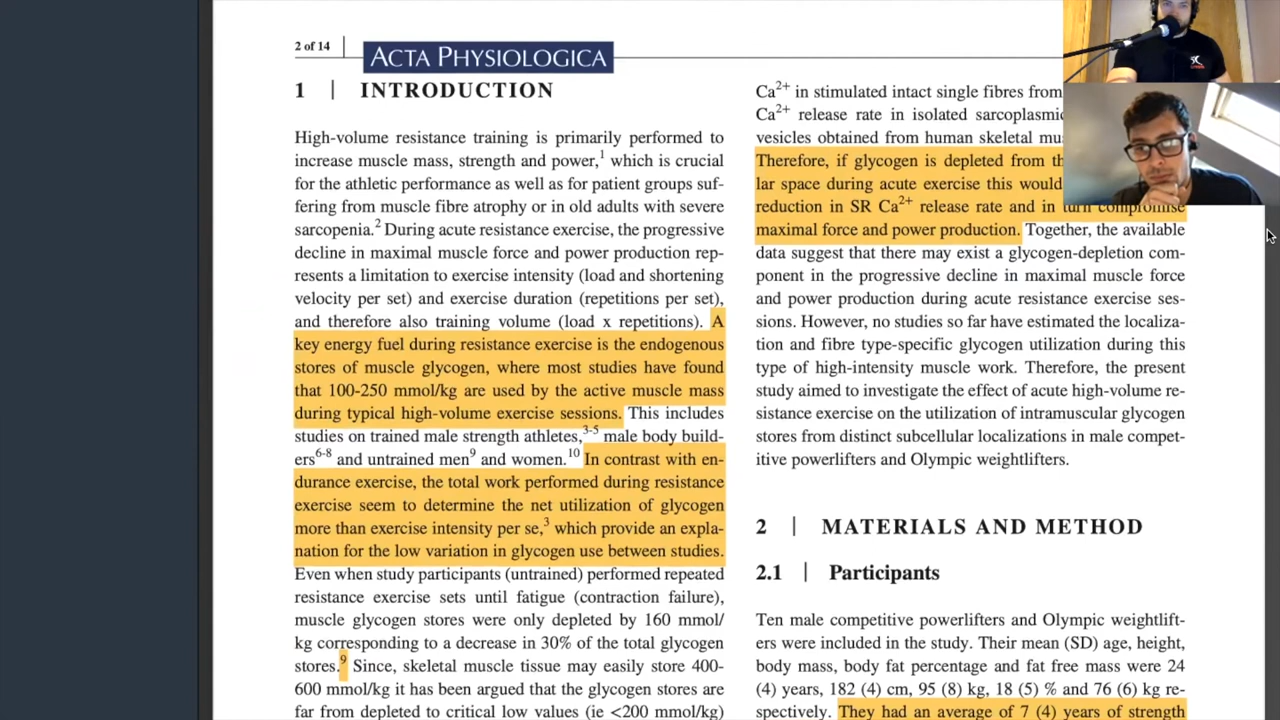 2 of 14
ACTA PHYSIOLOGICA
1 | INTRODUCTION
High-volume resistance training is primarily performed to
increase muscle mass, strength and power,1 which is crucial
for the athletic performance as well as for patient groups suf-
fering from muscle fibre atrophy or in old adults with severe
sarcopenia.2 During acute resistance exercise, the progressive
decline in maximal muscle force and power production rep-
resents a limitation to exercise intensity (load and shortening
velocity per set) and exercise duration (repetitions per set),
and therefore also training volume (load x repetitions). A
key energy fuel during resistance exercise is the endogenous
stores of muscle glycogen, where most studies have found
that 100-250 mmol/kg are used by the active muscle mass
during typical high-volume exercise sessions. This includes
studies on trained male strength athletes,3-5 male body build-
ers6-8 and untrained men9 and women.10 In contrast with en-
durance exercise, the total work performed during resistance
exercise seem to determine the net utilization of glycogen
more than exercise intensity per se,3 which provide an expla-
nation for the low variation in glycogen use between studies.
Even when study participants (untrained) performed repeated
resistance exercise sets until fatigue (contraction failure),
muscle glycogen stores were only depleted by 160 mmol/
kg corresponding to a decrease in 30% of the total glycogen
stores.9 Since, skeletal muscle tissue may easily store 400-
600 mmol/kg it has been argued that the glycogen stores are
far from depleted to critical low values (ie <200 mmol/kg)
Ca2+ in stimulated intact single fibres from
Ca2+ release rate in isolated sarcoplasmic
vesicles obtained from human skeletal
Therefore, if glycogen is depleted from
lar space during acute exercise this would
reduction in SR Ca2+ release rate and in turn compromise
maximal force and power production. Together, the available
data suggest that there may exist a glycogen-depletion com-
ponent in the progressive decline in maximal muscle force
and power production during acute resistance exercise ses-
sions. However, no studies so far have estimated the localiza-
tion and fibre type-specific glycogen utilization during this
type of high-intensity muscle work. Therefore, the present
study aimed to investigate the effect of acute high-volume re-
sistance exercise on the utilization of intramuscular glycogen
stores from distinct subcellular localizations in male compet-
itive powerlifters and Olympic weightlifters.
2 | MATERIALS AND METHOD
2.1 | Participants
Ten male competitive powerlifters and Olympic weightlift-
ers were included in the study. Their mean (SD) age, height,
body mass, body fat percentage and fat free mass were 24
(4) years, 182 (4) cm, 95 (8) kg, 18 (5) % and 76 (6) kg re-
spectively. They had an average of 7 (4) years of strength